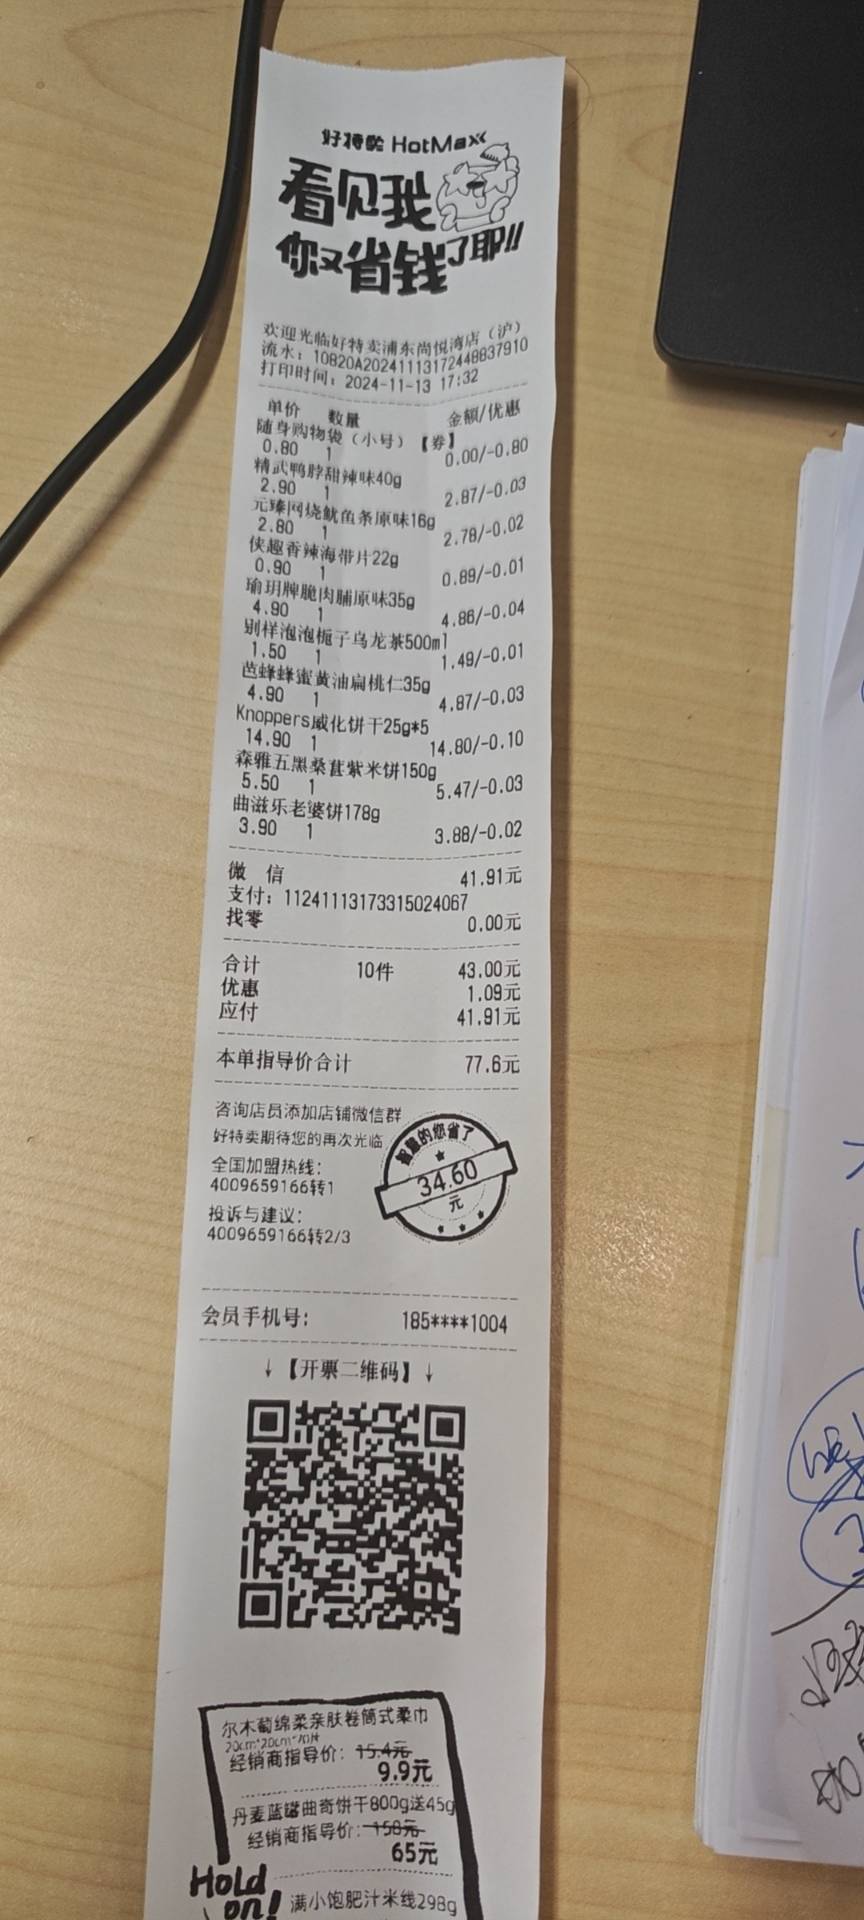 好特卖 HotMaxx
看见我
你又省钱了耶!!
欢迎光临好特卖浦东尚悦湾店（沪）
流水：10820A20241113172448837910
打印时间：2024-11-13 17:32
单价 数量 金额/优惠
随身购物袋（小号）【券】
0.80 1 0.00/-0.80
精武鸭脖甜辣味40g
2.90 1 2.87/-0.03
元臻网烧鱿鱼条原味16g
2.80 1 2.78/-0.02
侠趣香辣海带片22g
0.90 1 0.89/-0.01
瑜玥牌脆肉脯原味35g
4.90 1 4.86/-0.04
别样泡泡栀子乌龙茶500ml
1.50 1 1.49/-0.01
芭蜂蜂蜜黄油扁桃仁35g
4.90 1 4.87/-0.03
Knoppers威化饼干25g*5
14.90 1 14.80/-0.10
森雅五黑桑葚紫米饼150g
5.50 1 5.47/-0.03
曲滋乐老婆饼178g
3.90 1 3.88/-0.02
微 信 41.91元
支付：11241113173315024067
找零 0.00元
合计 10件 43.00元
优惠 1.09元
应付 41.91元
本单指导价合计 77.6元
咨询店员添加店铺微信群
好特卖期待您的再次光临
全国加盟热线：
4009659166转1
投诉与建议：
4009659166转2/3
智慧的您省了
34.60
元
会员手机号： 185****1004
↓【开票二维码】↓
尔木萄绵柔亲肤卷筒式柔巾
20cm*20cm*70片
经销商指导价：15.4元
9.9元
丹麦蓝罐曲奇饼干800g送45g
经销商指导价：158元
65元
Hold
on!
满小饱肥汁米线298g